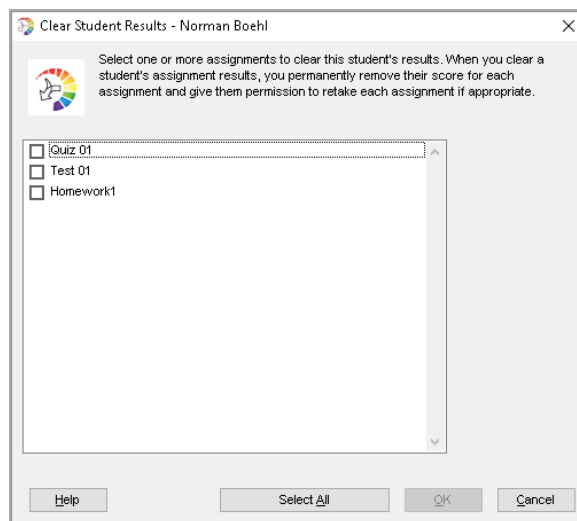 Clear Student Results - Norman Boehl
Select one or more assignments to clear this student's results. When you clear a
student's assignment results, you permanently remove their score for each
assignment and give them permission to retake each assignment if appropriate.
Quiz 01
Test 01
Homework1
Help
Select All
OK
Cancel